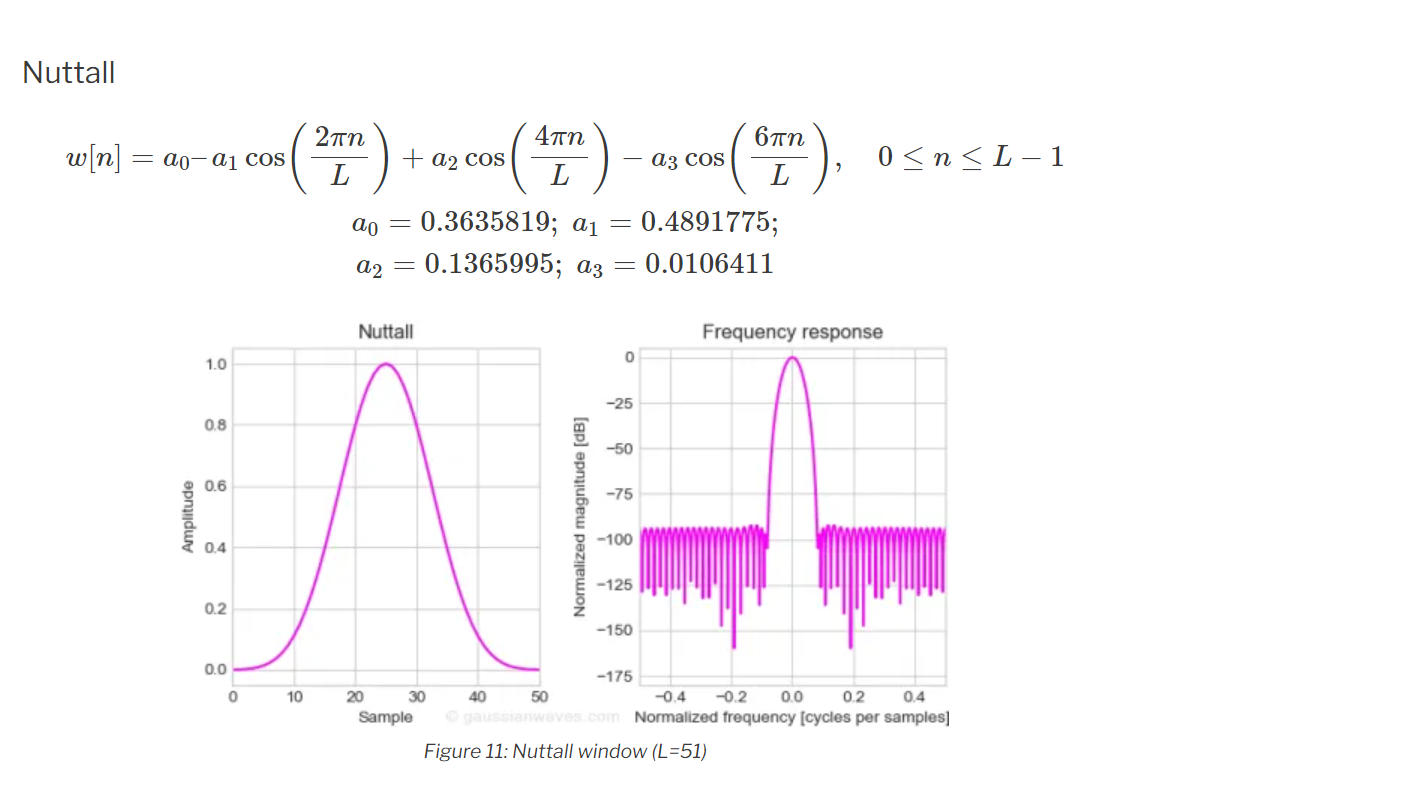 Nuttall
w[n] = a₀– a₁ cos(2πn/L) + a₂ cos(4πn/L) − a₃ cos(6πn/L), 0 ≤ n ≤ L − 1
a₀ = 0.3635819; a₁ = 0.4891775;
a₂ = 0.1365995; a₃ = 0.0106411
Nuttall
1.0
0.8
0.6
0.4
0.2
0.0
Amplitude
0 10 20 30 40 50
Sample
Frequency response
0
−25
−50
−75
−100
−125
−150
−175
Normalized magnitude [dB]
−0.4 −0.2 0.0 0.2 0.4
Normalized frequency [cycles per samples]
© gaussianwaves.com
Figure 11: Nuttall window (L=51)